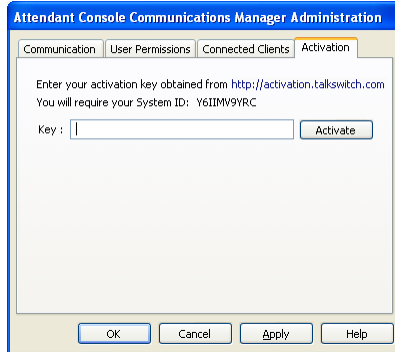 Attendant Console Communications Manager Administration
Communication User Permissions Connected Clients Activation
Enter your activation key obtained from http://activation.talkswitch.com
You will require your System ID: Y6IIMV9YRC
Key : Activate
OK Cancel Apply Help